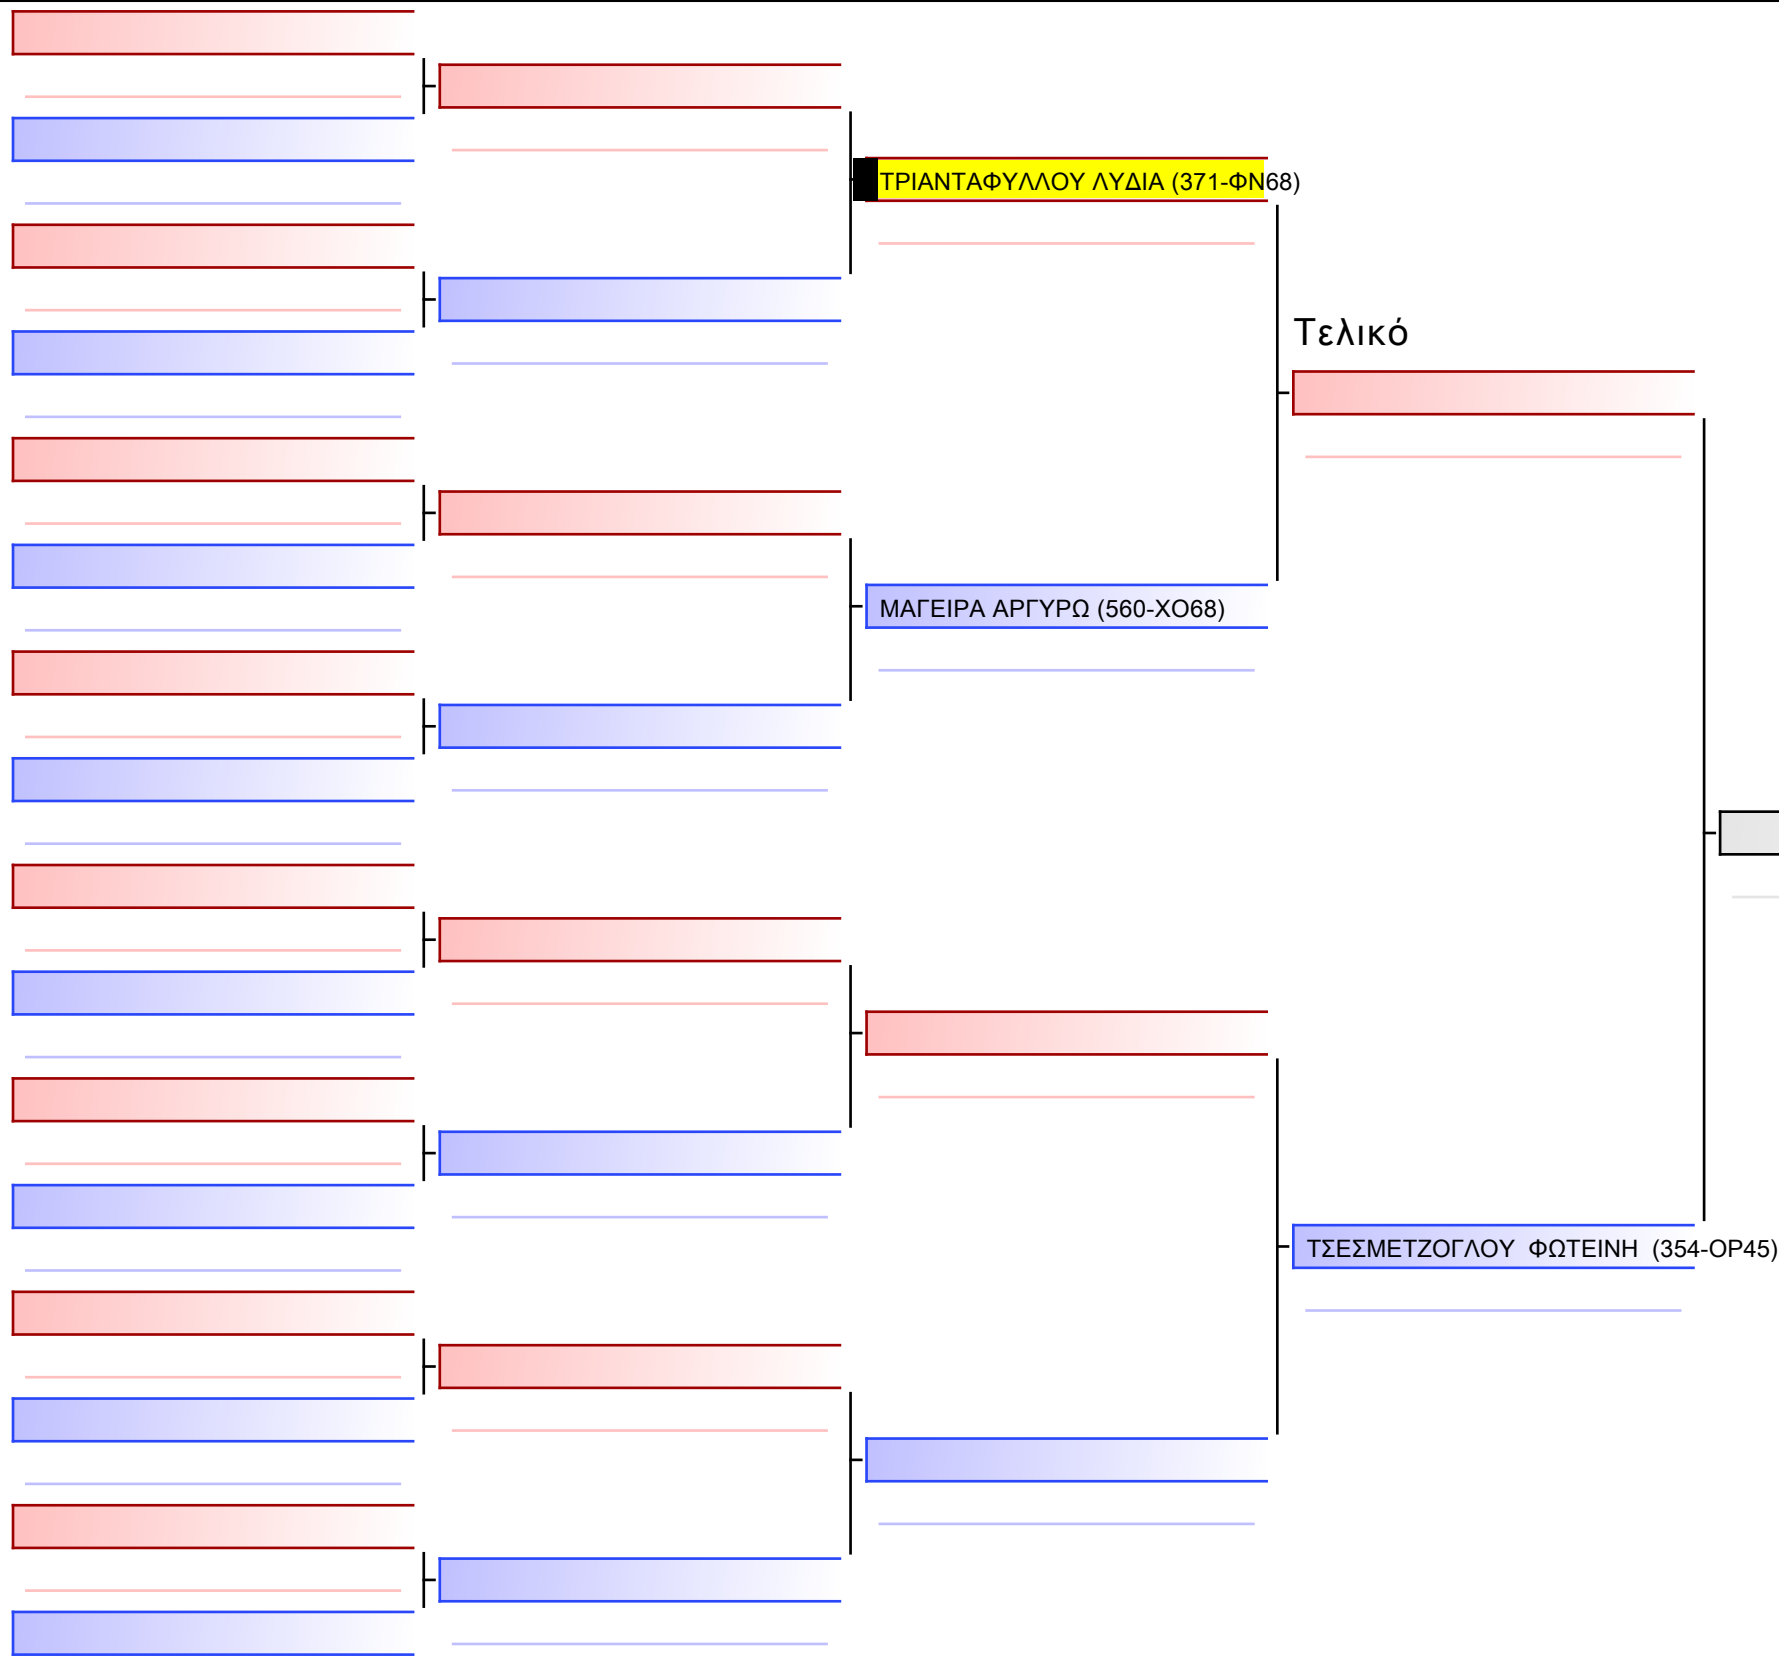 ΤΡΙΑΝΤΑΦΥΛΛΟΥ ΛΥΔΙΑ (371-ΦΝ68)
Τελικό
ΜΑΓΕΙΡΑ ΑΡΓΥΡΩ (560-ΧΟ68)
ΤΣΕΣΜΕΤΖΟΓΛΟΥ ΦΩΤΕΙΝΗ (354-ΟΡ45)